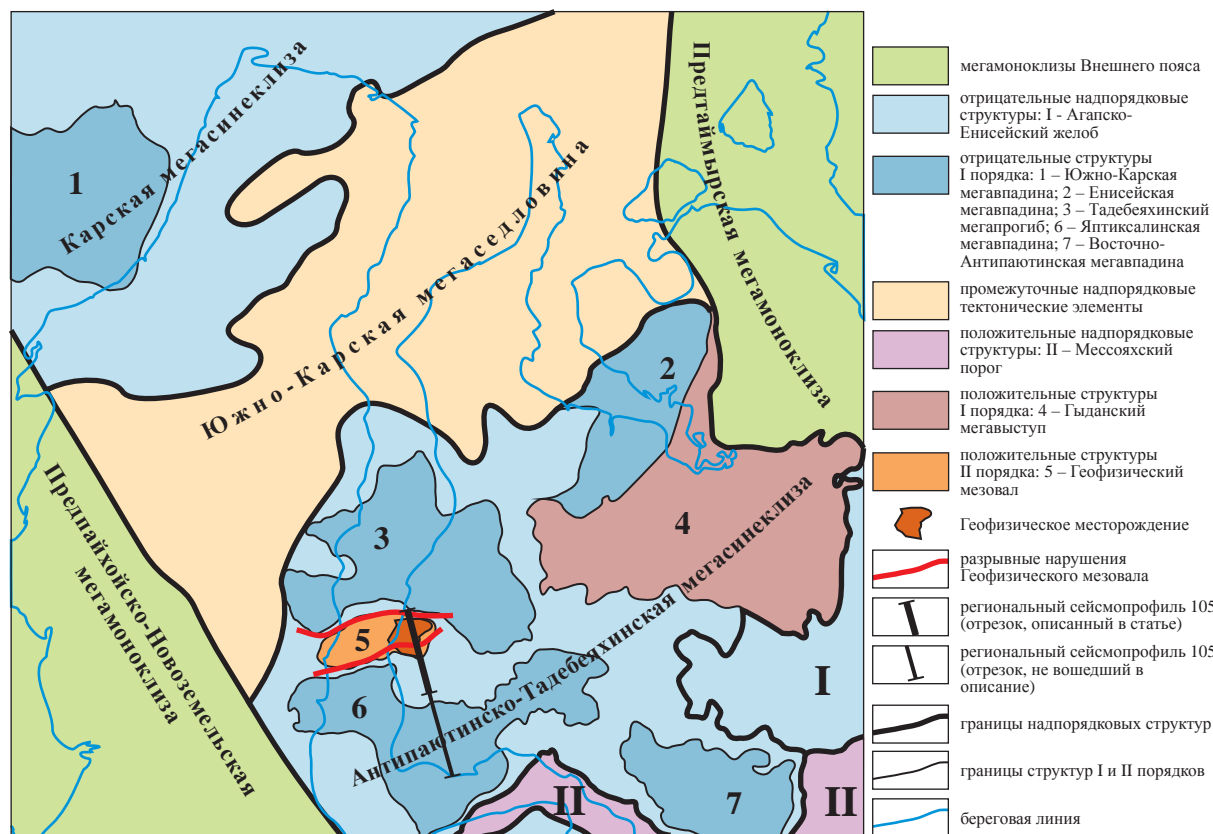 Карская мегасинеклиза
Предтаймырская мегамоноклиза
Южно-Карская мегаседловина
Предпайхойско-Новоземельская
мегамоноклиза
Антипаютинско-Тадебеяхинская мегасинеклиза
1
2
3
4
5
6
7
I
II
II
мегамоноклизы Внешнего пояса
отрицательные надпорядковые
структуры: I - Агапско-
Енисейский желоб
отрицательные структуры
I порядка: 1 – Южно-Карская
мегавпадина; 2 – Енисейская
мегавпадина; 3 – Тадебеяхинский
мегапрогиб; 6 – Яптиксалинская
мегавпадина; 7 – Восточно-
Антипаютинская мегавпадина
промежуточные надпорядковые
тектонические элементы
положительные надпорядковые
структуры: II – Мессояхский
порог
положительные структуры
I порядка: 4 – Гыданский
мегавыступ
положительные структуры
II порядка: 5 – Геофизический
мезовал
Геофизическое месторождение
разрывные нарушения
Геофизического мезовала
региональный сейсмопрофиль 105
(отрезок, описанный в статье)
региональный сейсмопрофиль 105
(отрезок, не вошедший в
описание)
границы надпорядковых структур
границы структур I и II порядков
береговая линия